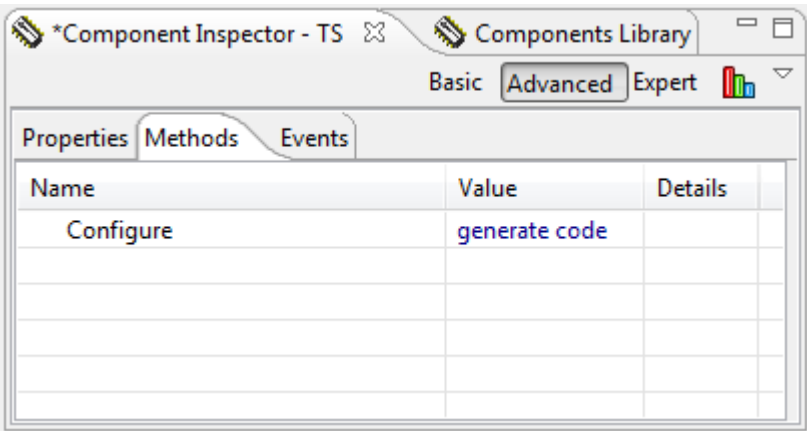 *Component Inspector - TS Components Library
Basic Advanced Expert
Properties Methods Events
Name Value Details
Configure generate code